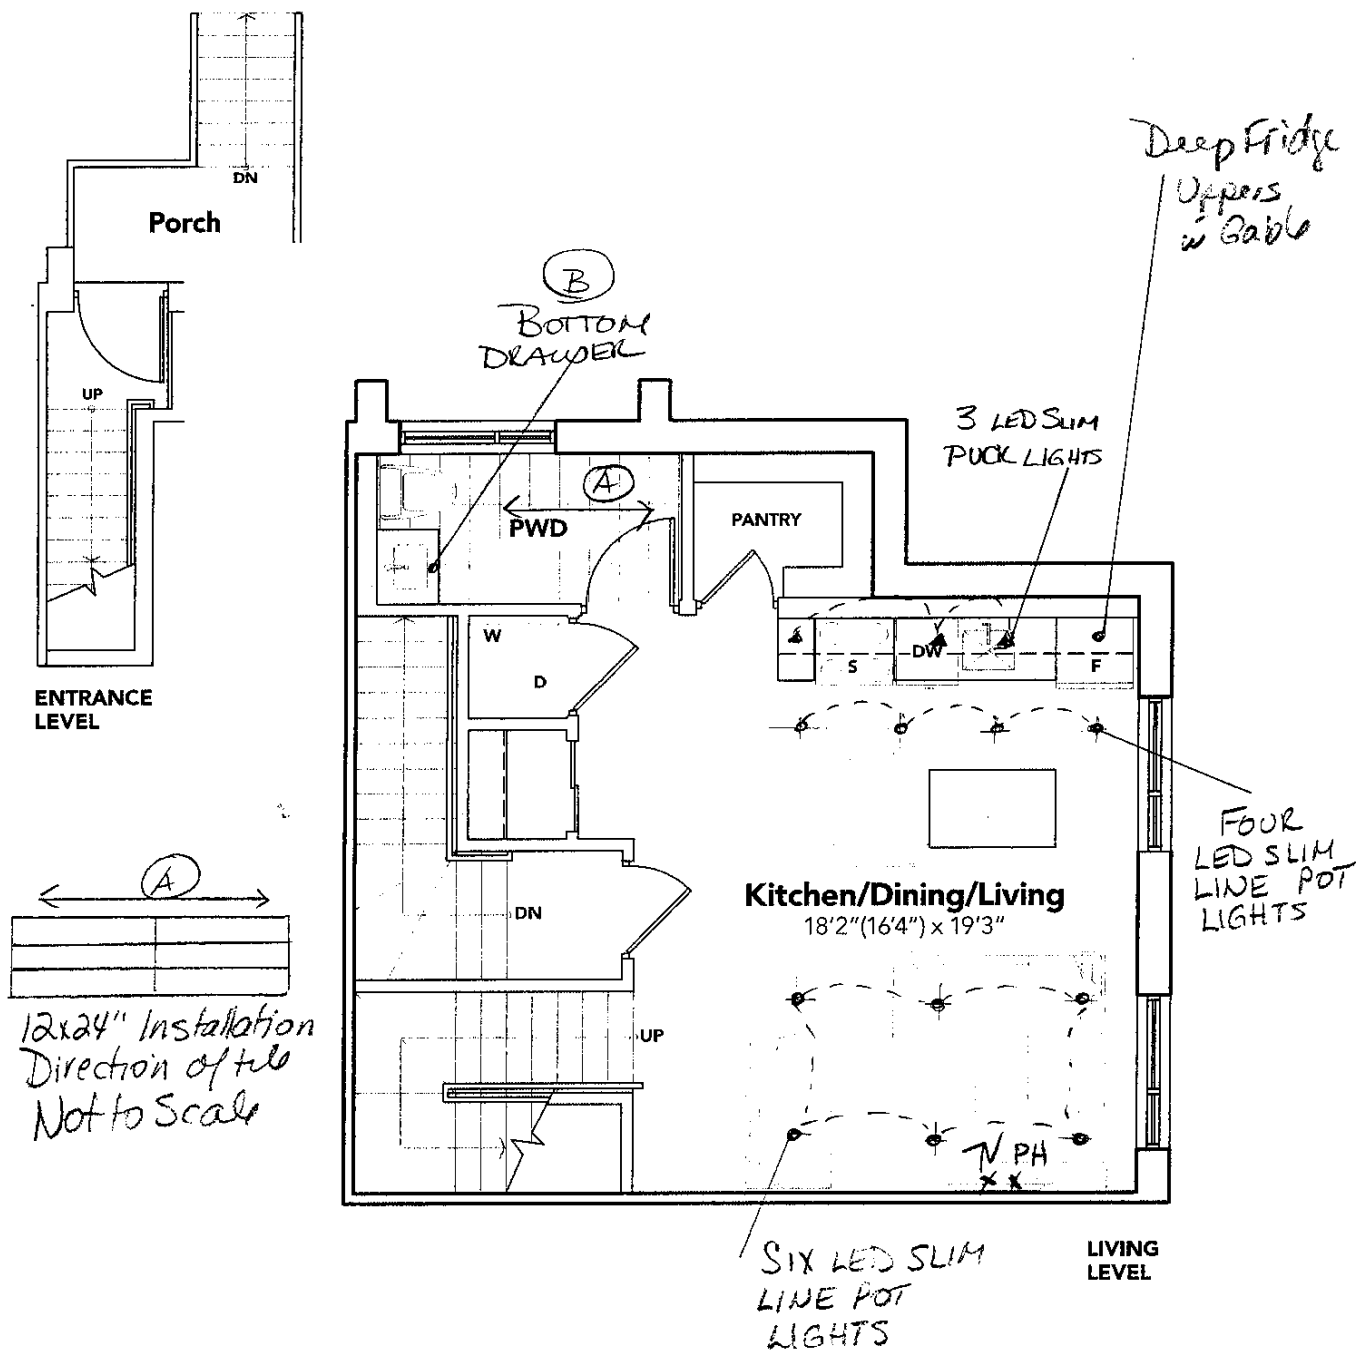 DN
Porch
UP
ENTRANCE
LEVEL
A
12x24" Installation
Direction of tile
Not to Scale
B
BOTTOM
DRAWER
Deep Fridge
Uppers
w Gable
3 LED SLIM
PUCK LIGHTS
A
PWD
PANTRY
W
D
S
DW
F
FOUR
LED SLIM
LINE POT
LIGHTS
Kitchen/Dining/Living
18'2"(16'4") x 19'3"
DN
UP
PH
SIX LED SLIM
LINE POT
LIGHTS
LIVING
LEVEL